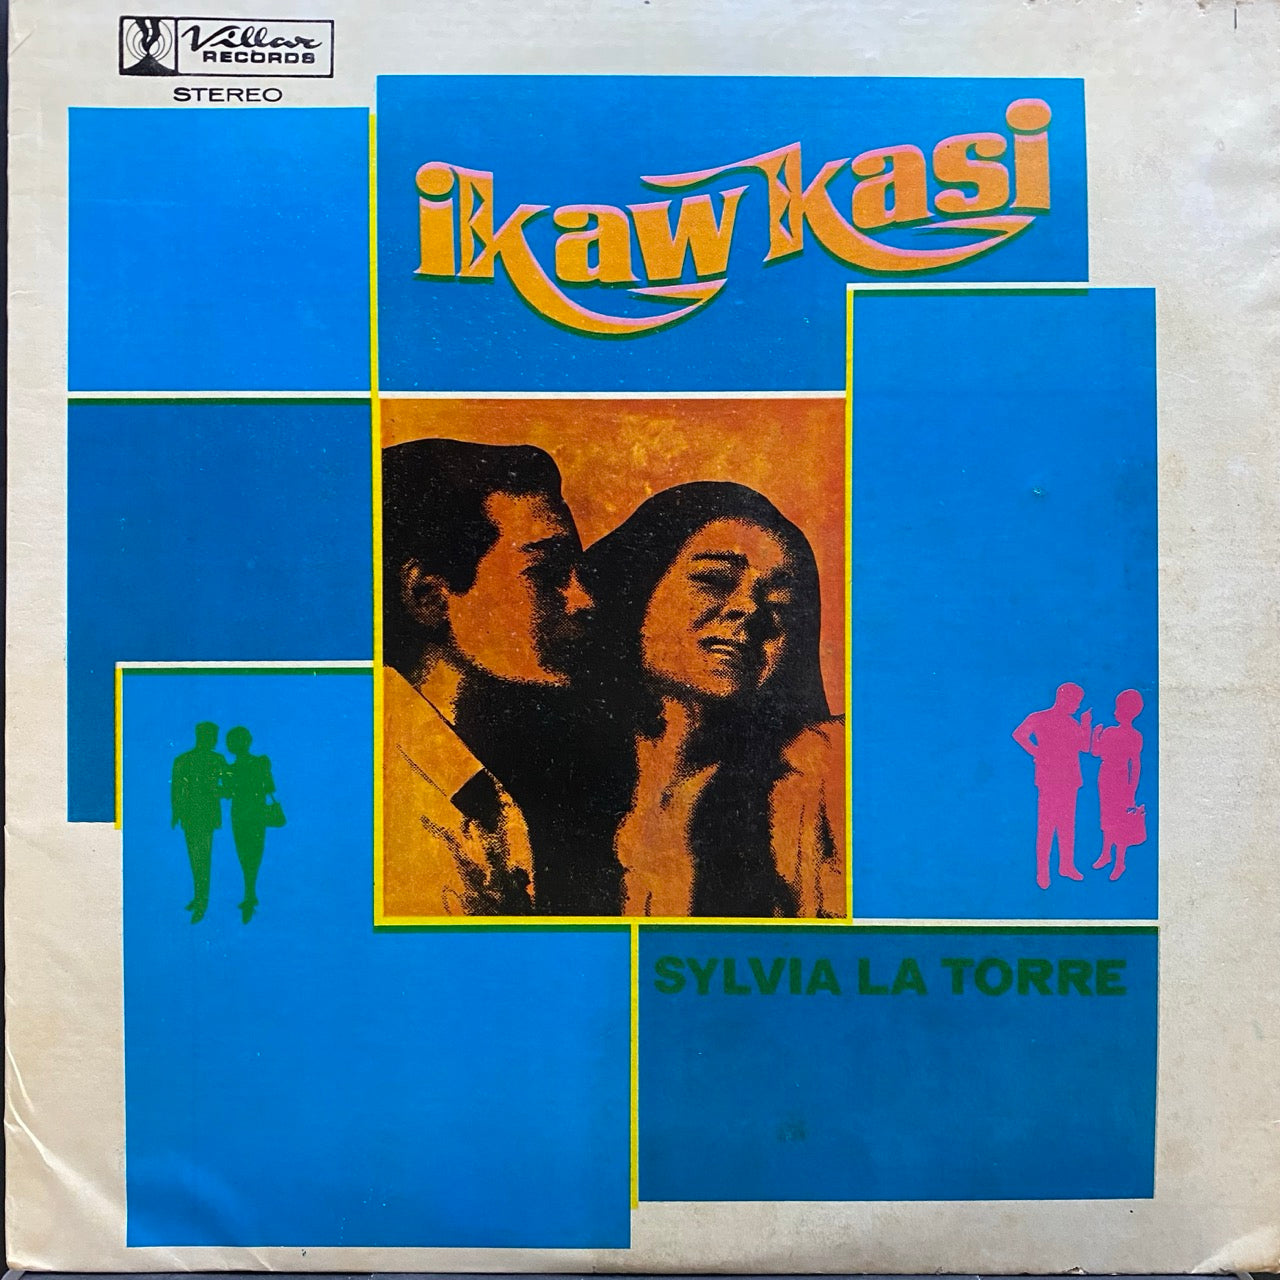 Villar
RECORDS
STEREO
ikaw kasi
SYLVIA LA TORRE